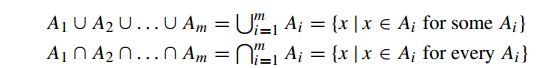 A₁ ∪ A₂ ∪ ... ∪ Aₘ = ⋃ᵢ₌₁ᵐ Aᵢ = {x | x ∈ Aᵢ for some Aᵢ}
A₁ ∩ A₂ ∩ ... ∩ Aₘ = ⋂ᵢ₌₁ᵐ Aᵢ = {x | x ∈ Aᵢ for every Aᵢ}